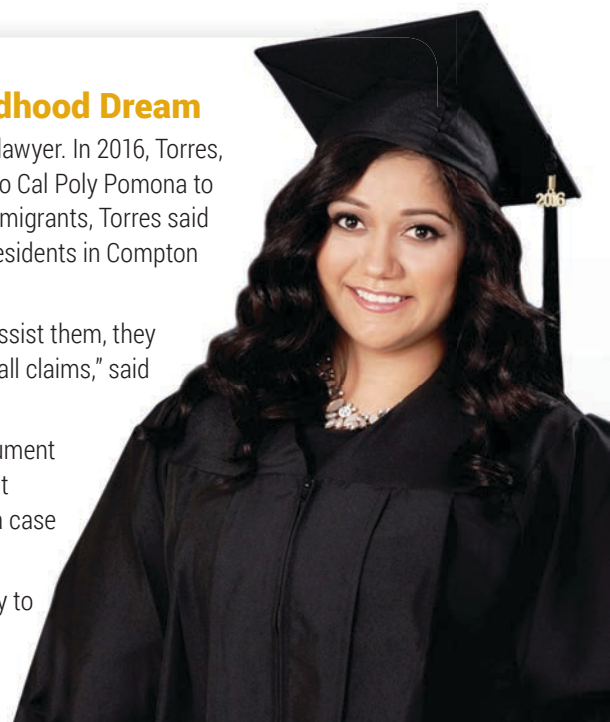 dhood Dream
lawyer. In 2016, Torres,
o Cal Poly Pomona to
migrants, Torres said
esidents in Compton
ssist them, they
all claims,” said
ument
t
case
y to
2016